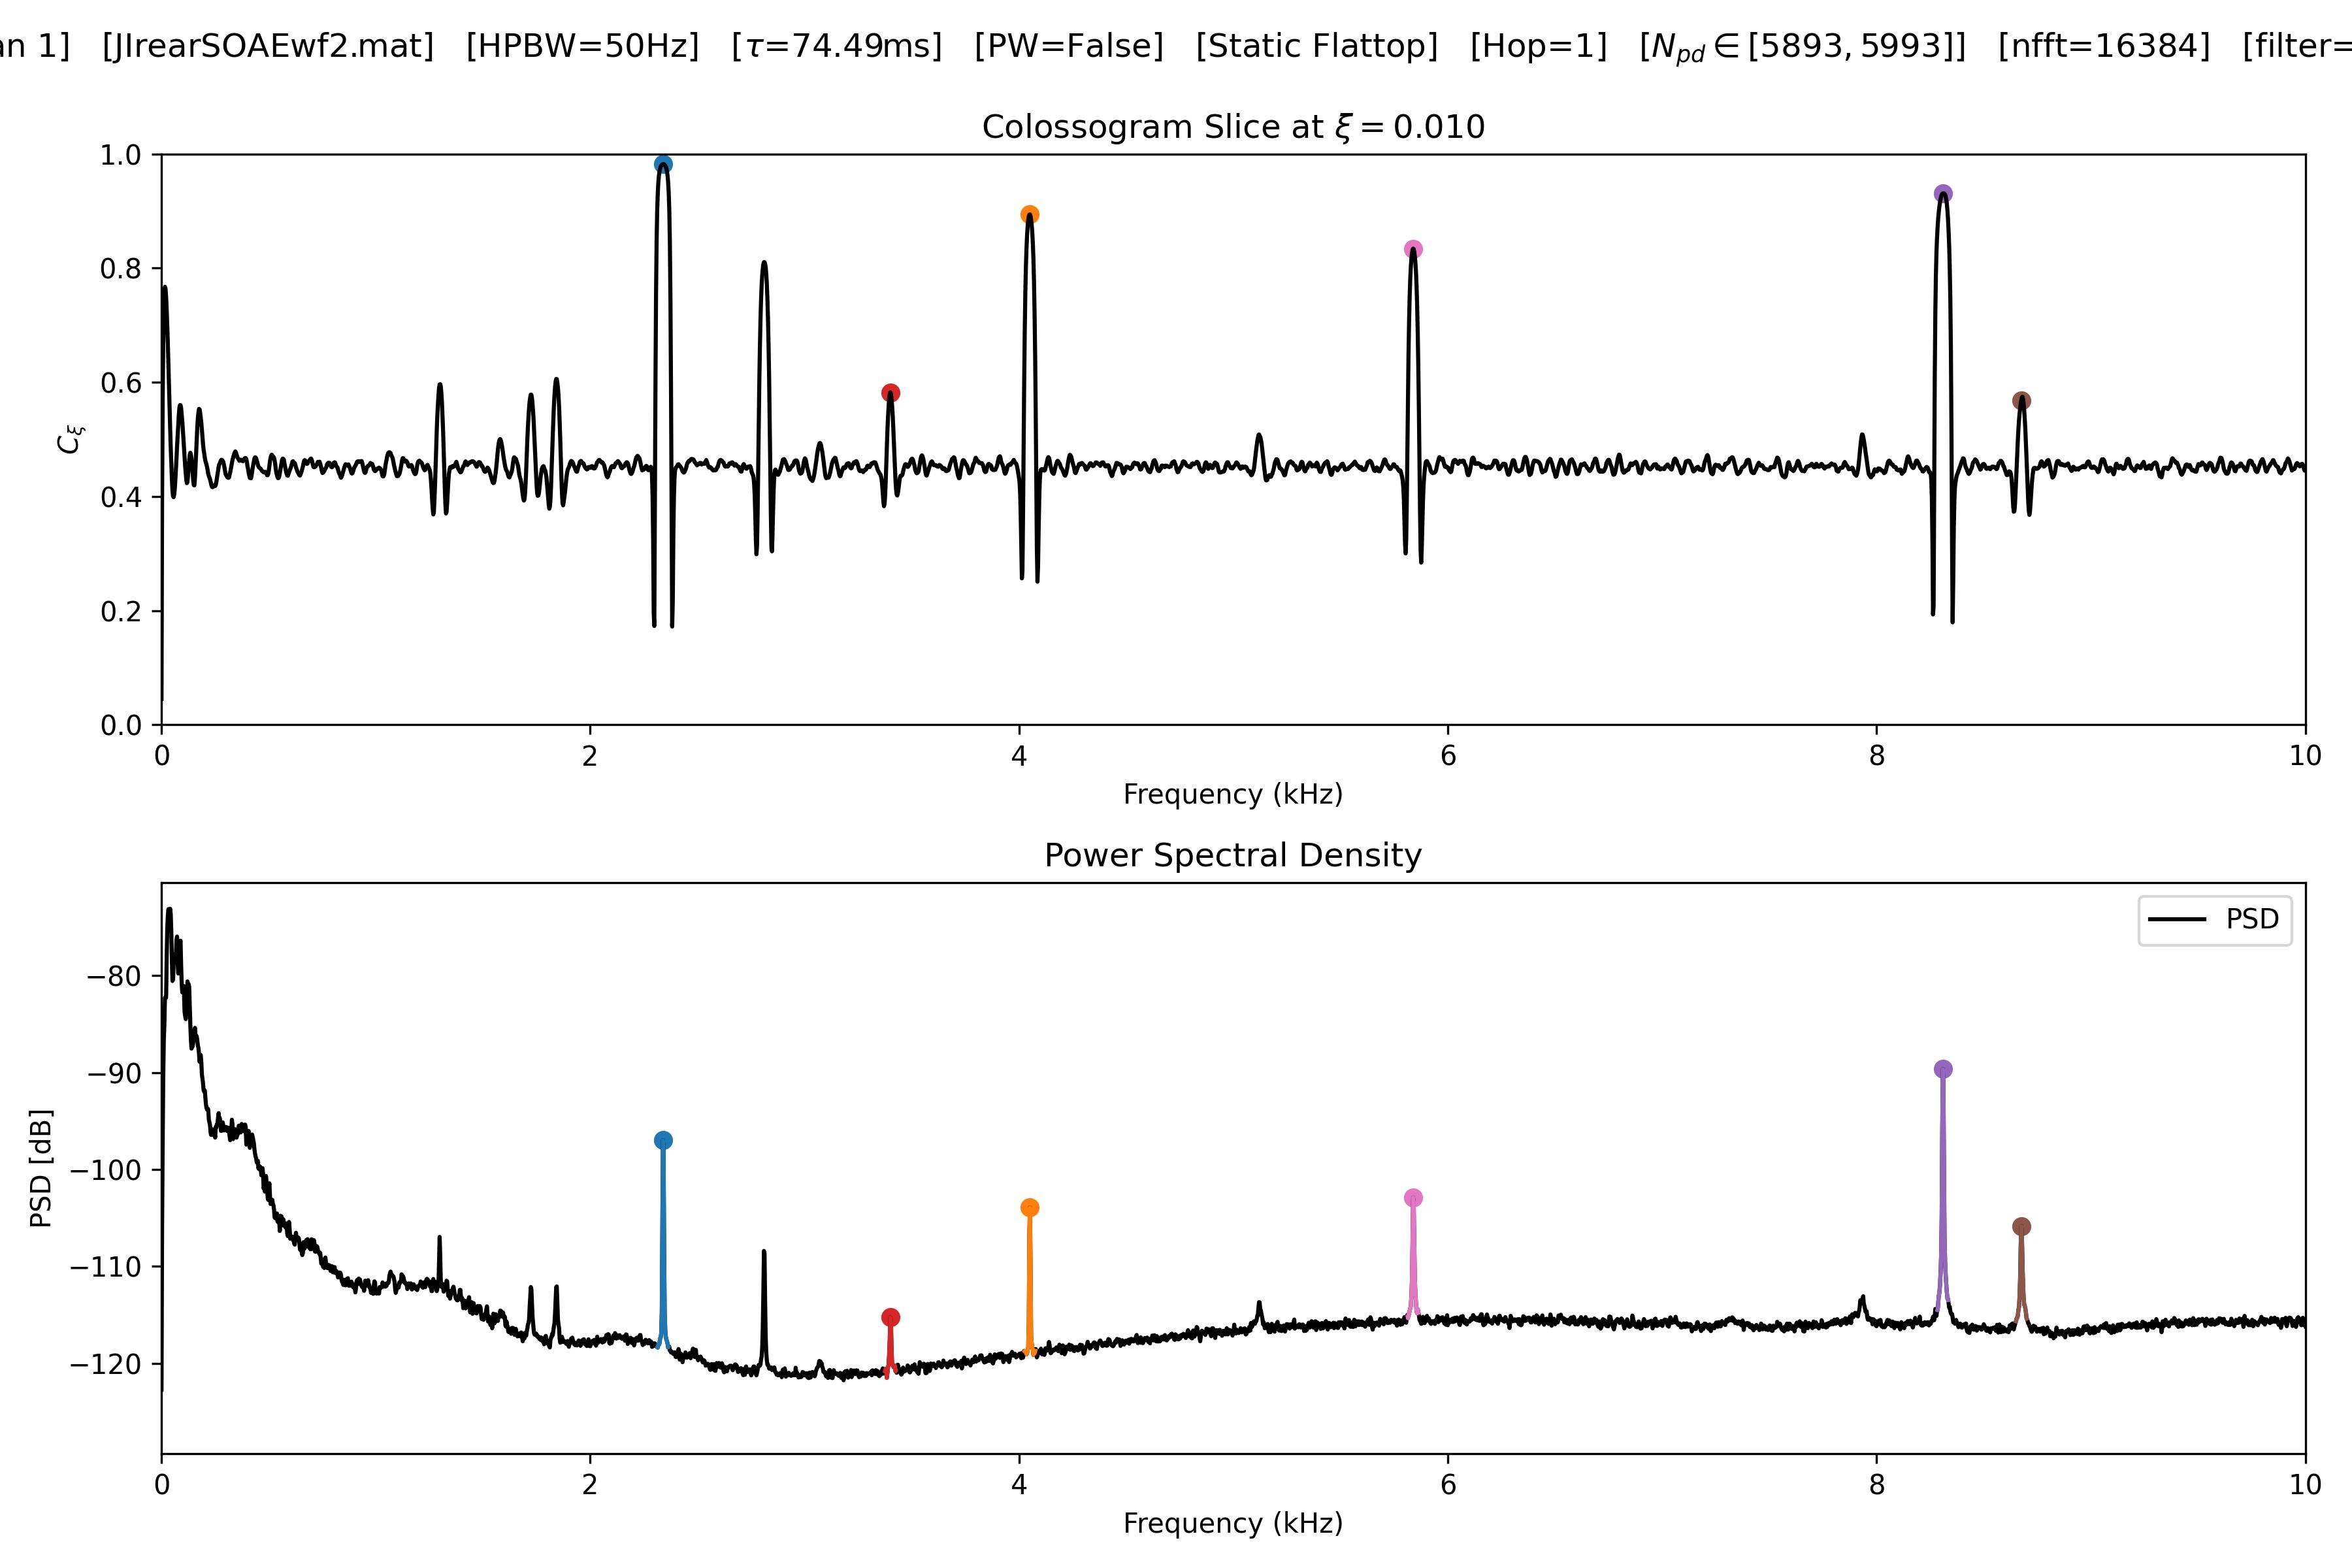 an 1] [JIrearSOAEwf2.mat] [HPBW=50Hz] [τ=74.49ms] [PW=False] [Static Flattop] [Hop=1] [N_pd ∈ [5893, 5993]] [nfft=16384] [filter=
Colossogram Slice at ξ = 0.010
1.0
0.8
0.6
0.4
0.2
0.0
C_ξ
0 2 4 6 8 10
Frequency (kHz)
Power Spectral Density
PSD
−80
−90
−100
−110
−120
PSD [dB]
0 2 4 6 8 10
Frequency (kHz)